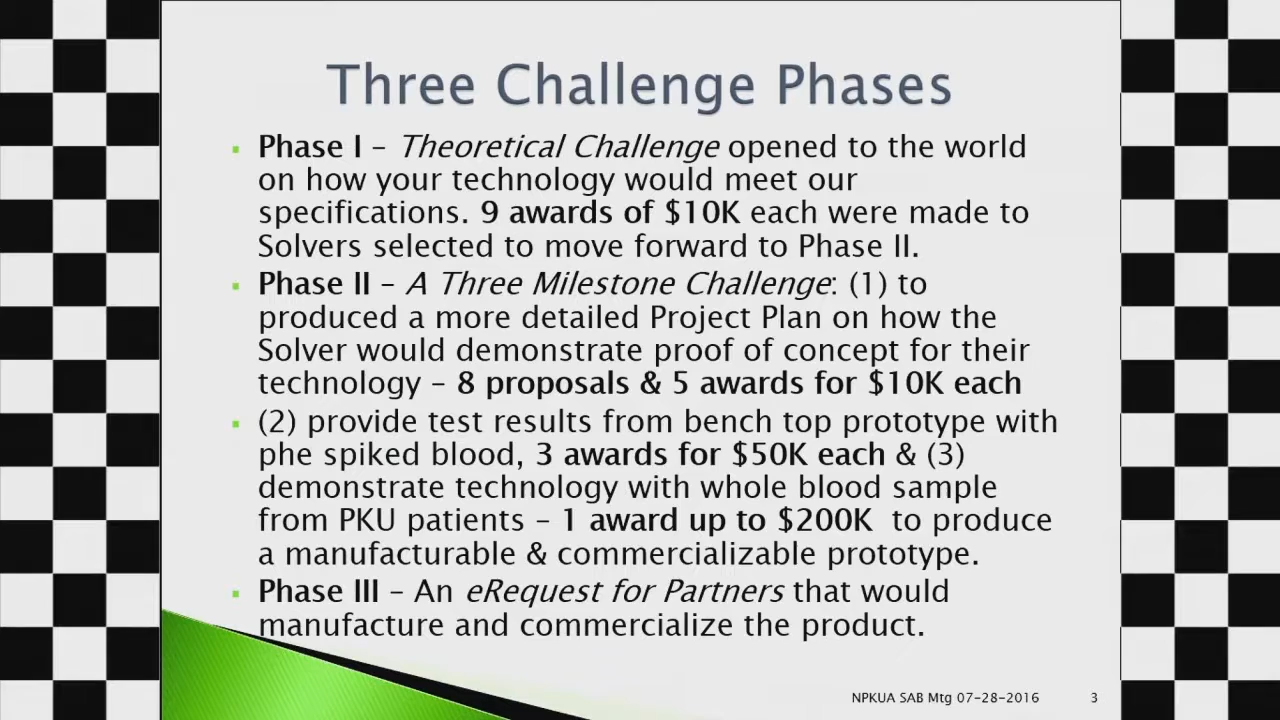 Three Challenge Phases
▪ Phase I – Theoretical Challenge opened to the world
on how your technology would meet our
specifications. 9 awards of $10K each were made to
Solvers selected to move forward to Phase II.
▪ Phase II – A Three Milestone Challenge: (1) to
produced a more detailed Project Plan on how the
Solver would demonstrate proof of concept for their
technology – 8 proposals & 5 awards for $10K each
▪ (2) provide test results from bench top prototype with
phe spiked blood, 3 awards for $50K each & (3)
demonstrate technology with whole blood sample
from PKU patients – 1 award up to $200K to produce
a manufacturable & commercializable prototype.
▪ Phase III – An eRequest for Partners that would
manufacture and commercialize the product.
NPKUA SAB Mtg 07-28-2016 3